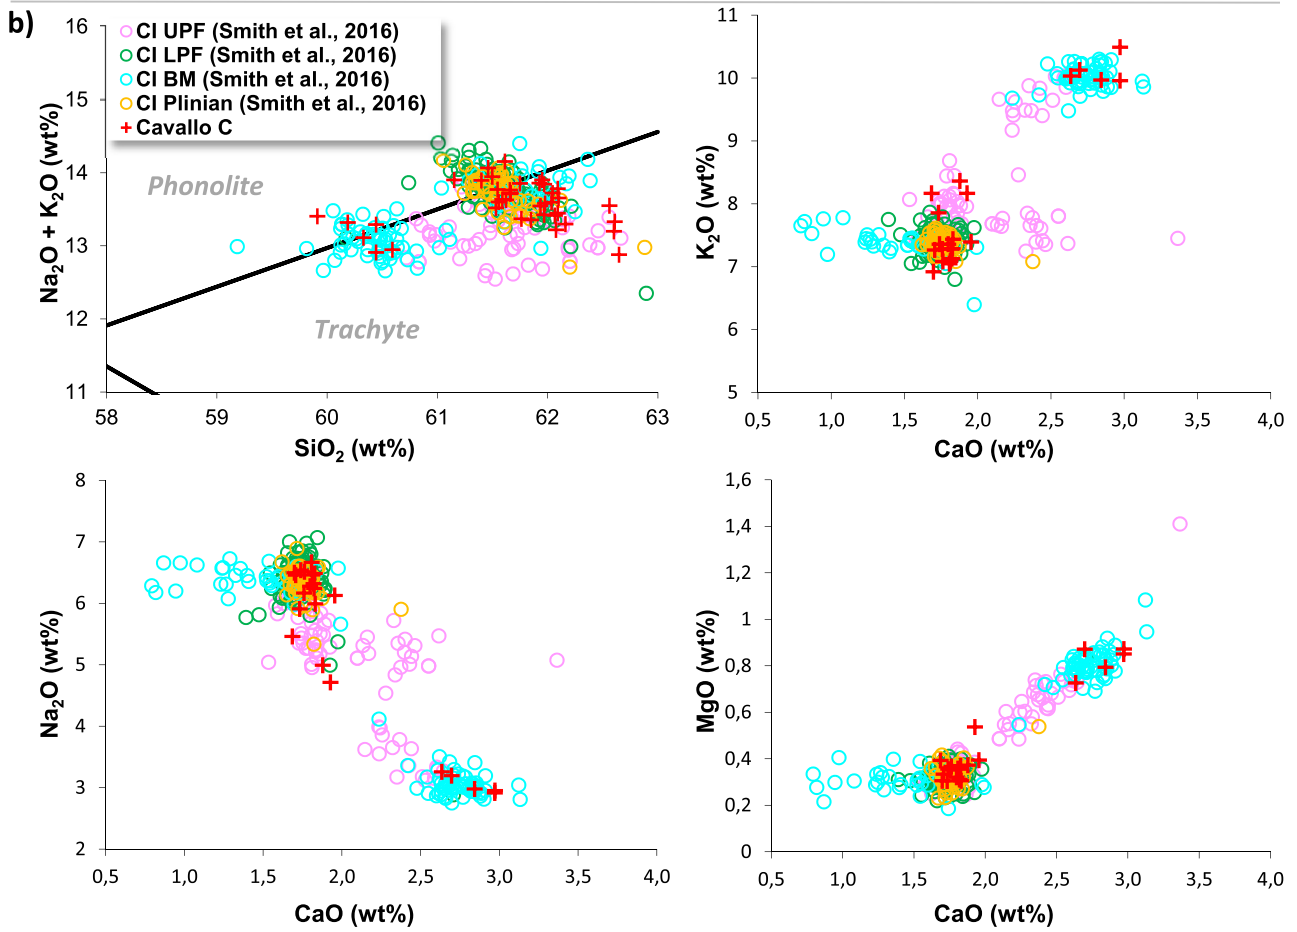 b)
CI UPF (Smith et al., 2016)
CI LPF (Smith et al., 2016)
CI BM (Smith et al., 2016)
CI Plinian (Smith et al., 2016)
Cavallo C
16
15
14
13
12
11
Na₂O + K₂O (wt%)
Phonolite
Trachyte
58 59 60 61 62 63
SiO₂ (wt%)
11
10
9
8
7
6
5
K₂O (wt%)
0,5 1,0 1,5 2,0 2,5 3,0 3,5 4,0
CaO (wt%)
8
7
6
5
4
3
2
Na₂O (wt%)
0,5 1,0 1,5 2,0 2,5 3,0 3,5 4,0
CaO (wt%)
1,6
1,4
1,2
1
0,8
0,6
0,4
0,2
0
MgO (wt%)
0,5 1,0 1,5 2,0 2,5 3,0 3,5 4,0
CaO (wt%)